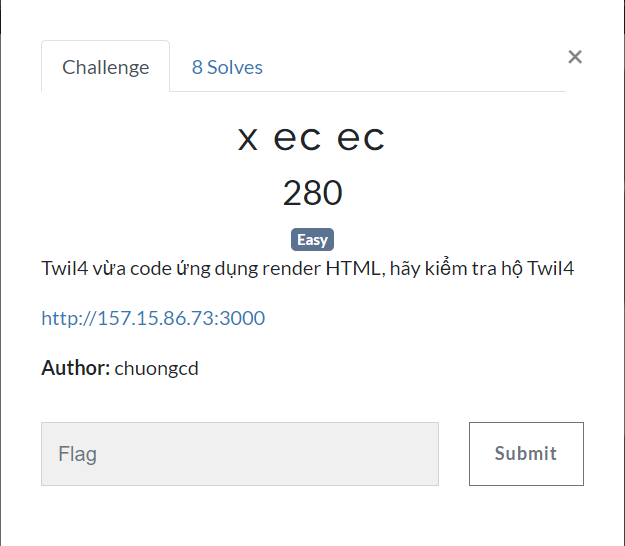 Challenge
8 Solves
×
x ec ec
280
Easy
Twil4 vừa code ứng dụng render HTML, hãy kiểm tra hộ Twil4
http://157.15.86.73:3000
Author: chuongcd
Flag
Submit